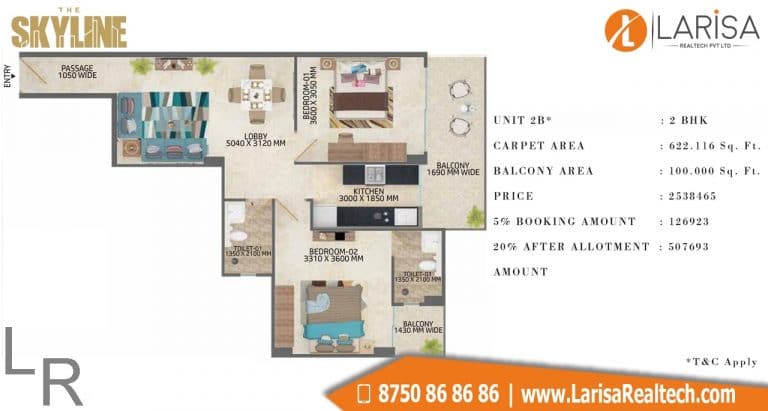 THE
SKYLINE
LARISA
REALTECH PVT LTD
ENTRY
PASSAGE
1050 WIDE
LOBBY
5040 X 3120 MM
BEDROOM-01
3600 X 3050 MM
BALCONY
1690 MM WIDE
KITCHEN
3000 X 1850 MM
TOILET-01
1350 X 2100 MM
BEDROOM-02
3310 X 3600 MM
TOILET-01
1350 X 2100 MM
BALCONY
1430 MM WIDE
UNIT 2B* : 2 BHK
CARPET AREA : 622.116 Sq. Ft.
BALCONY AREA : 100.000 Sq. Ft.
PRICE : 2538465
5% BOOKING AMOUNT : 126923
20% AFTER ALLOTMENT : 507693
AMOUNT
*T&C Apply
LR
8750 86 86 86 | www.LarisaRealtech.com